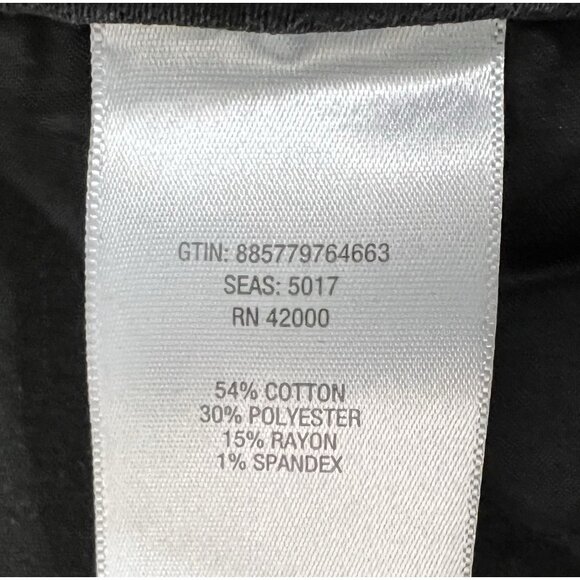 GTIN: 885779764663
SEAS: 5017
RN 42000
54% COTTON
30% POLYESTER
15% RAYON
1% SPANDEX